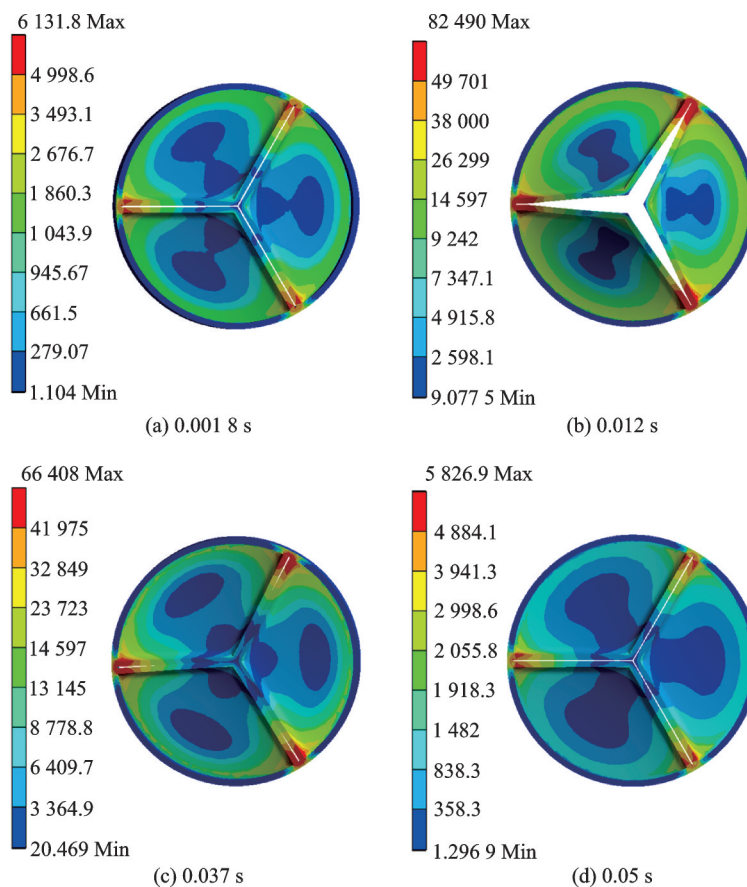 6 131.8 Max
4 998.6
3 493.1
2 676.7
1 860.3
1 043.9
945.67
661.5
279.07
1.104 Min
(a) 0.001 8 s
82 490 Max
49 701
38 000
26 299
14 597
9 242
7 347.1
4 915.8
2 598.1
9.077 5 Min
(b) 0.012 s
66 408 Max
41 975
32 849
23 723
14 597
13 145
8 778.8
6 409.7
3 364.9
20.469 Min
(c) 0.037 s
5 826.9 Max
4 884.1
3 941.3
2 998.6
2 055.8
1 918.3
1 482
838.3
358.3
1.296 9 Min
(d) 0.05 s